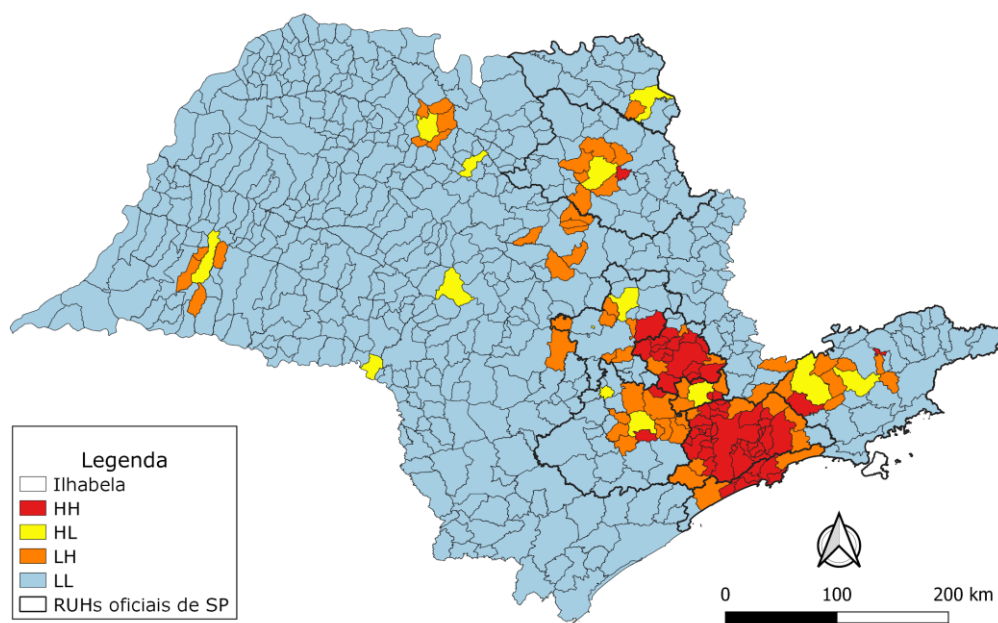 Legenda
Ilhabela
HH
HL
LH
LL
RUHs oficiais de SP
0 100 200 km